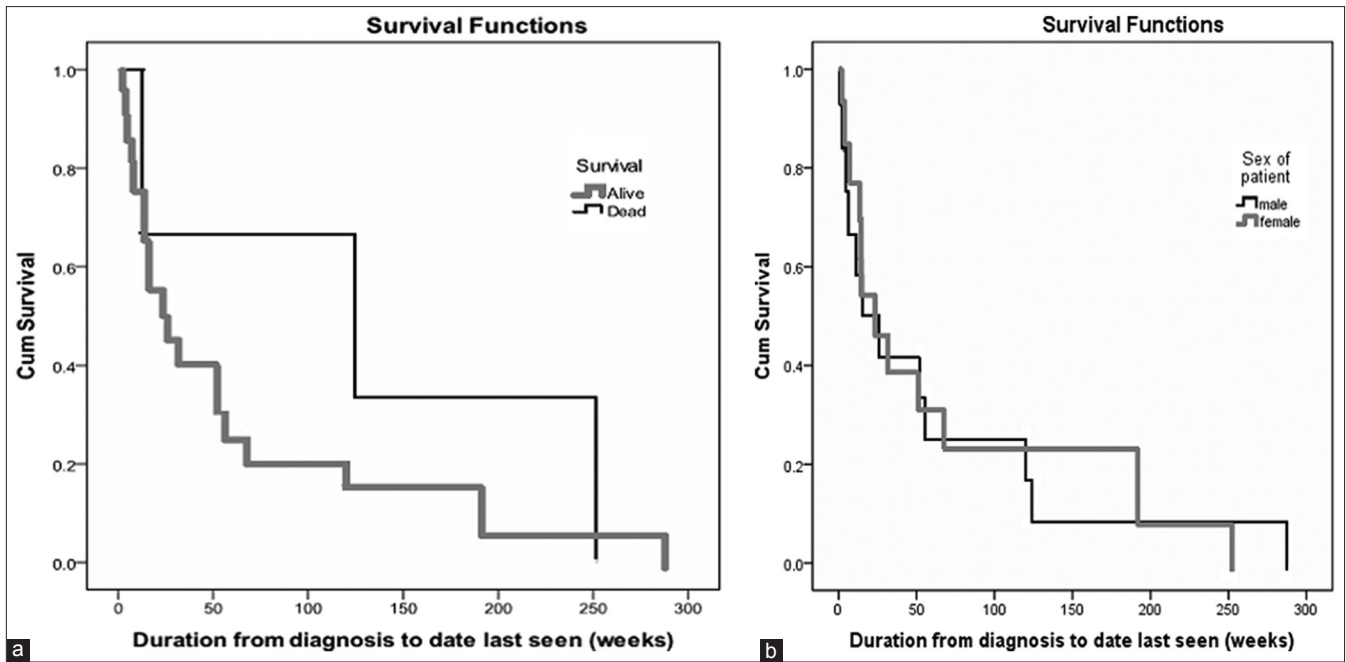 Survival Functions
1.0
0.8
0.6
0.4
0.2
0.0
Cum Survival
Survival
Alive
Dead
0 50 100 150 200 250 300
Duration from diagnosis to date last seen (weeks)
a
Survival Functions
1.0
0.8
0.6
0.4
0.2
0.0
Cum Survival
Sex of
patient
male
female
0 50 100 150 200 250 300
Duration from diagnosis to date last seen (weeks)
b